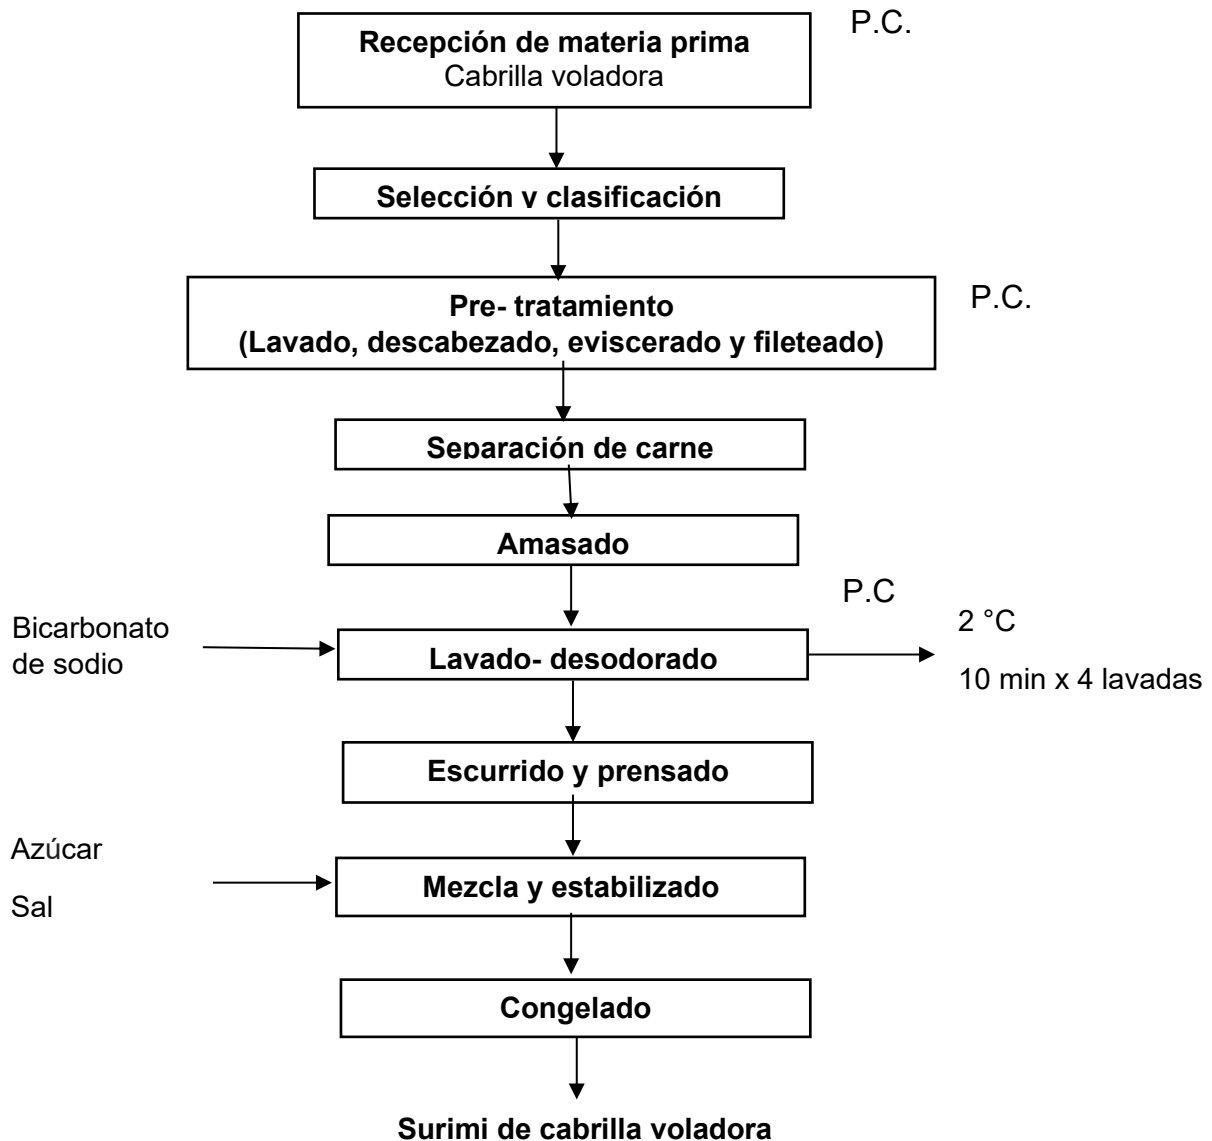 Recepción de materia prima
Cabrilla voladora
P.C.
Selección y clasificación
Pre- tratamiento
(Lavado, descabezado, eviscerado y fileteado)
P.C.
Separación de carne
Amasado
P.C
Bicarbonato
de sodio
Lavado- desodorado
2 °C
10 min x 4 lavadas
Escurrido y prensado
Azúcar
Sal
Mezcla y estabilizado
Congelado
Surimi de cabrilla voladora